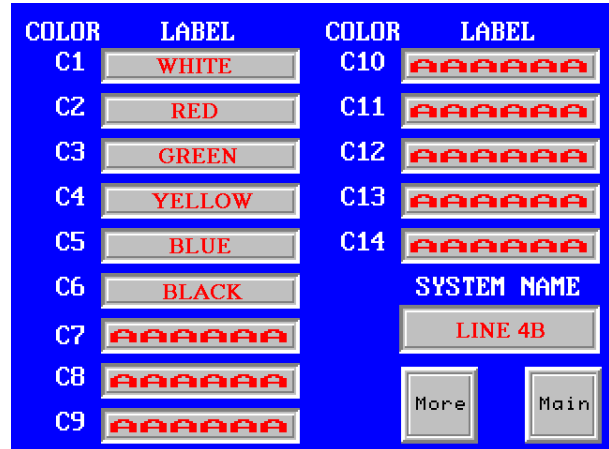 COLOR LABEL
C1 WHITE
C2 RED
C3 GREEN
C4 YELLOW
C5 BLUE
C6 BLACK
C7 AAAAAA
C8 AAAAAA
C9 AAAAAA
COLOR LABEL
C10 AAAAAA
C11 AAAAAA
C12 AAAAAA
C13 AAAAAA
C14 AAAAAA
SYSTEM NAME
LINE 4B
More Main